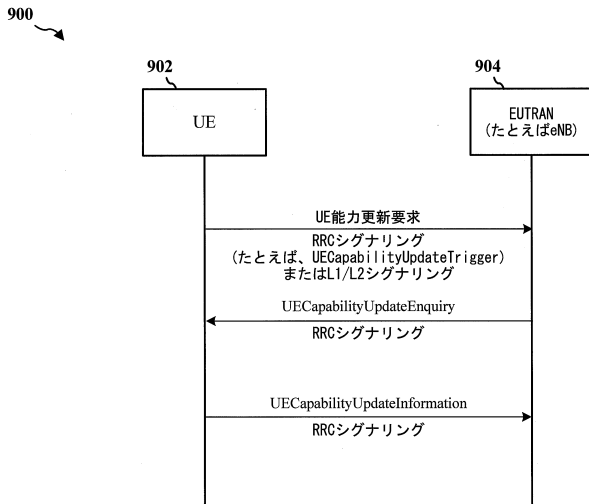 900
902
904
UE
EUTRAN
(たとえばeNB)
UE能力更新要求
RRCシグナリング
(たとえば、UECapabilityUpdateTrigger)
またはL1/L2シグナリング
UECapabilityUpdateEnquiry
RRCシグナリング
UECapabilityUpdateInformation
RRCシグナリング